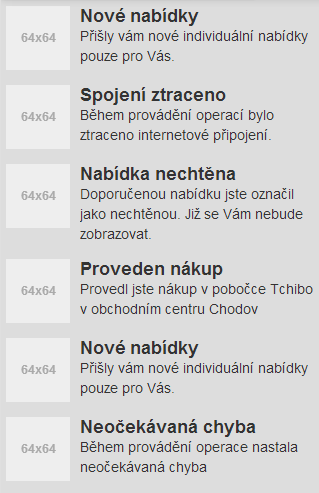 64x64
Nové nabídky
Přišly vám nové individuální nabídky
pouze pro Vás.
64x64
Spojení ztraceno
Během provádění operací bylo
ztraceno internetové připojení.
64x64
Nabídka nechtěna
Doporučenou nabídku jste označil
jako nechtěnou. Již se Vám nebude
zobrazovat.
64x64
Proveden nákup
Provedl jste nákup v pobočce Tchibo
v obchodním centru Chodov
64x64
Nové nabídky
Přišly vám nové individuální nabídky
pouze pro Vás.
64x64
Neočekávaná chyba
Během provádění operace nastala
neočekávaná chyba